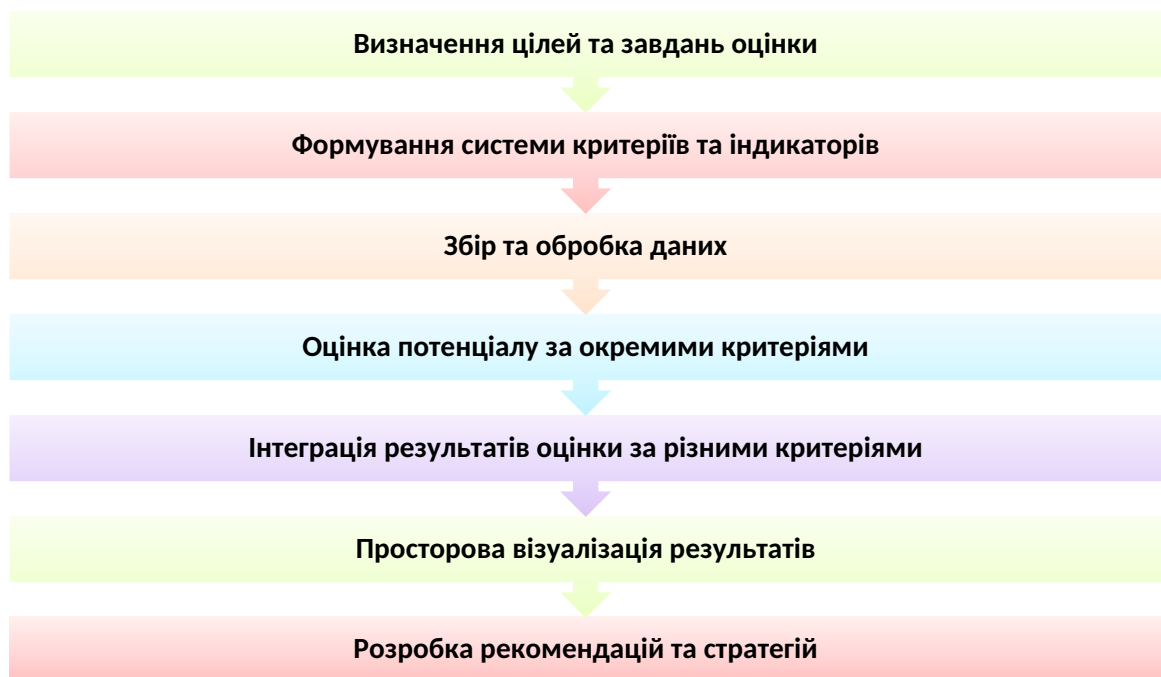 Визначення цілей та завдань оцінки
Формування системи критеріїв та індикаторів
Збір та обробка даних
Оцінка потенціалу за окремими критеріями
Інтеграція результатів оцінки за різними критеріями
Просторова візуалізація результатів
Розробка рекомендацій та стратегій